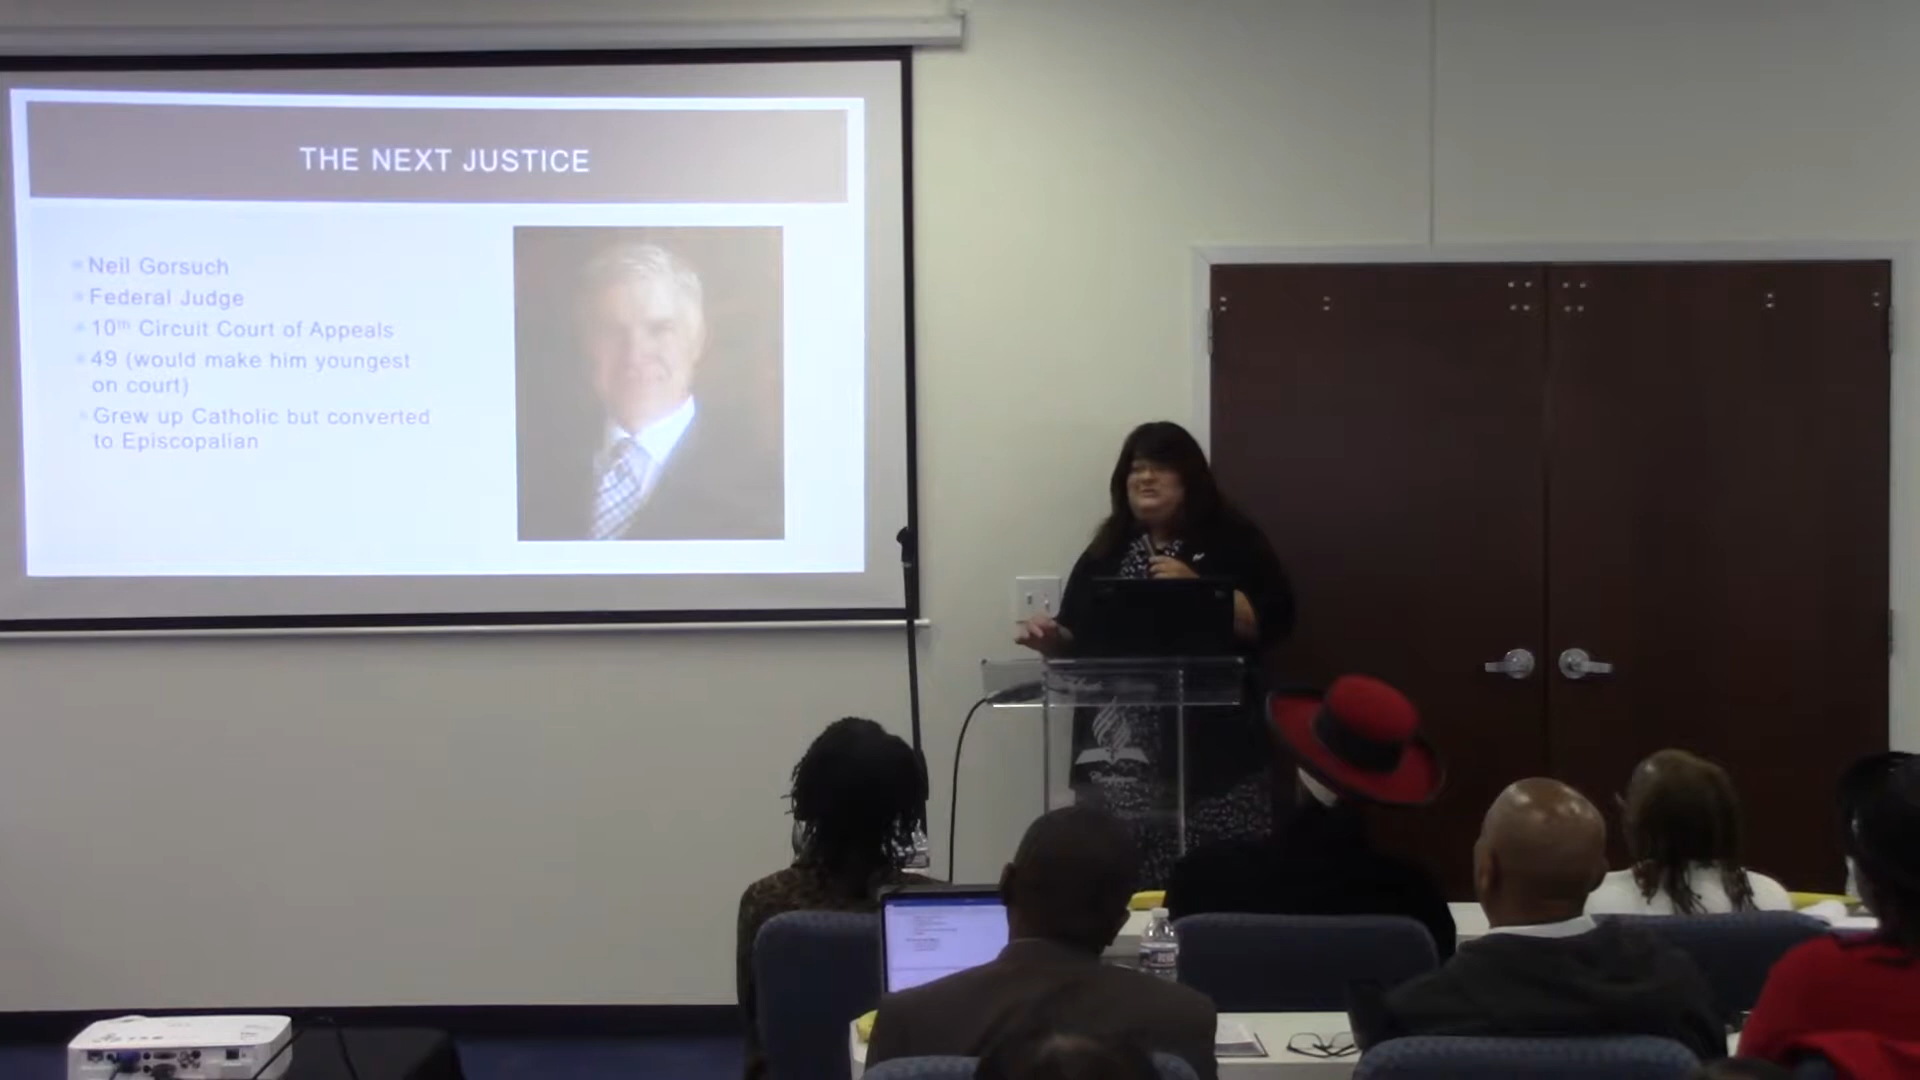 THE NEXT JUSTICE
Neil Gorsuch
Federal Judge
10th Circuit Court of Appeals
49 (would make him youngest
on court)
Grew up Catholic but converted
to Episcopalian